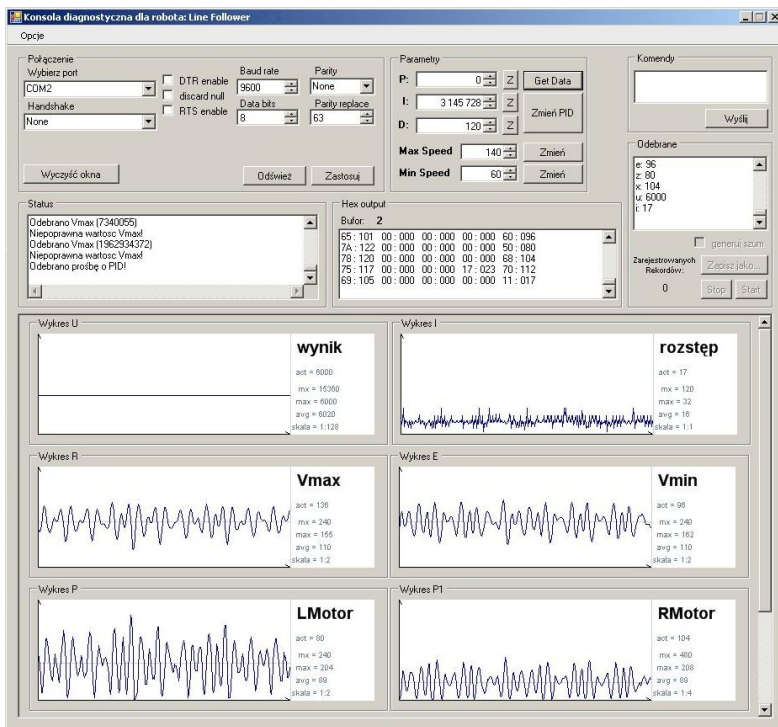 Konsola diagnostyczna dla robota: Line Follower
Opcje
Połączenie
Wybierz port
COM2
Handshake
None
DTR enable
discard null
RTS enable
Baud rate
9600
Data bits
8
Parity
None
Parity replace
63
Wyczyść okna
Odśwież
Zastosuj
Parametry
P: 0 Z
I: 3 145 728 Z
D: 120 Z
Get Data
Zmień PID
Max Speed 140 Zmień
Min Speed 60 Zmień
Komendy
Wyślij
Odebrane
e: 96
z: 80
x: 104
u: 6000
i: 17
generuj szum
Zarejestrowanych
Rekordów:
0
Zapisz jako...
Stop
Start
Status
Odebrano Vmax (7340055)
Niepoprawna wartosc Vmax!
Odebrano Vmax (1962934372)
Niepoprawna wartosc Vmax!
Odebrano prośbę o PID!
Hex output
Bufor: 2
65 : 101 00 : 000 00 : 000 00 : 000 60 : 096
7A : 122 00 : 000 00 : 000 00 : 000 50 : 080
78 : 120 00 : 000 00 : 000 00 : 000 68 : 104
75 : 117 00 : 000 00 : 000 17 : 023 70 : 112
69 : 105 00 : 000 00 : 000 00 : 000 11 : 017
Wykres U
wynik
act = 6000
mx = 15360
max = 6000
avg = 6020
skala = 1:128
Wykres I
rozstęp
act = 17
mx = 120
max = 32
avg = 16
skala = 1:1
Wykres R
Vmax
act = 136
mx = 240
max = 155
avg = 110
skala = 1:2
Wykres E
Vmin
act = 96
mx = 240
max = 162
avg = 110
skala = 1:2
Wykres P
LMotor
act = 80
mx = 240
max = 204
avg = 89
skala = 1:2
Wykres P1
RMotor
act = 104
mx = 480
max = 208
avg = 89
skala = 1:4